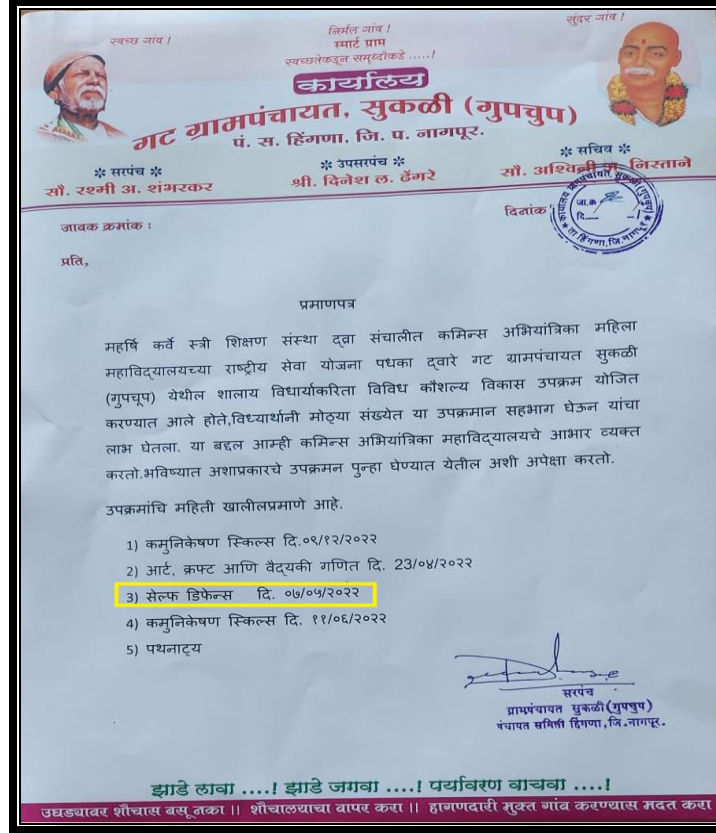 स्वच्छ गांव !
निर्मल गांव !
सुंदर गांव !
स्मार्ट ग्राम
स्वच्छतेकडून समृध्दीकडे .....!
कार्यालय
गट ग्रामपंचायत, सुकळी (गुपचुप)
पं. स. हिंगणा, जि. प. नागपूर.
❇ सरपंच ❇
❇ उपसरपंच ❇
❇ सचिव ❇
सौ. रश्मी अ. शंभरकर
श्री. दिनेश ल. ढेंगरे
सौ. अश्विनी निस्ताने
जावक क्रमांक :
दिनांक
जा.क्र
दि.
प्रति,
प्रमाणपत्र
महर्षि कर्वे स्त्री शिक्षण संस्था द्वा संचालीत कमिन्स अभियांत्रिका महिला
महाविद्यालयच्या राष्ट्रीय सेवा योजना पधका द्वारे गट ग्रामपंचायत सुकळी
(गुपचूप) येथील शालाय विधार्याकरिता विविध कौशल्य विकास उपक्रम योजित
करण्यात आले होते,विध्यार्थानी मोठ्या संख्येत या उपक्रमान सहभाग घेऊन यांचा
लाभ घेतला. या बद्दल आम्ही कमिन्स अभियांत्रिका महाविद्यालयचे आभार व्यक्त
करतो.भविष्यात अशाप्रकारचे उपक्रमन पुन्हा घेण्यात येतील अशी अपेक्षा करतो.
उपक्रमांचि महिती खालीलप्रमाणे आहे.
1) कमुनिकेषण स्किल्स दि.०९/१२/२०२२
2) आर्ट, क्रफ्ट आणि वैद्यकी गणित दि. 23/०४/२०२२
3) सेल्फ डिफेन्स दि. ०७/०५/२०२२
4) कमुनिकेषण स्किल्स दि. ११/०६/२०२२
5) पथनाट्य
सरपंच
ग्रामपंचायत सुकळी(गुपचुप)
पंचायत समिती हिंगणा, जि.नागपूर.
झाडे लावा ....! झाडे जगवा ....! पर्यावरण वाचवा ....!
उघड्यावर शौचास बसू नका || शौचालयाचा वापर करा || हागणदारी मुक्त गांव करण्यास मदत करा